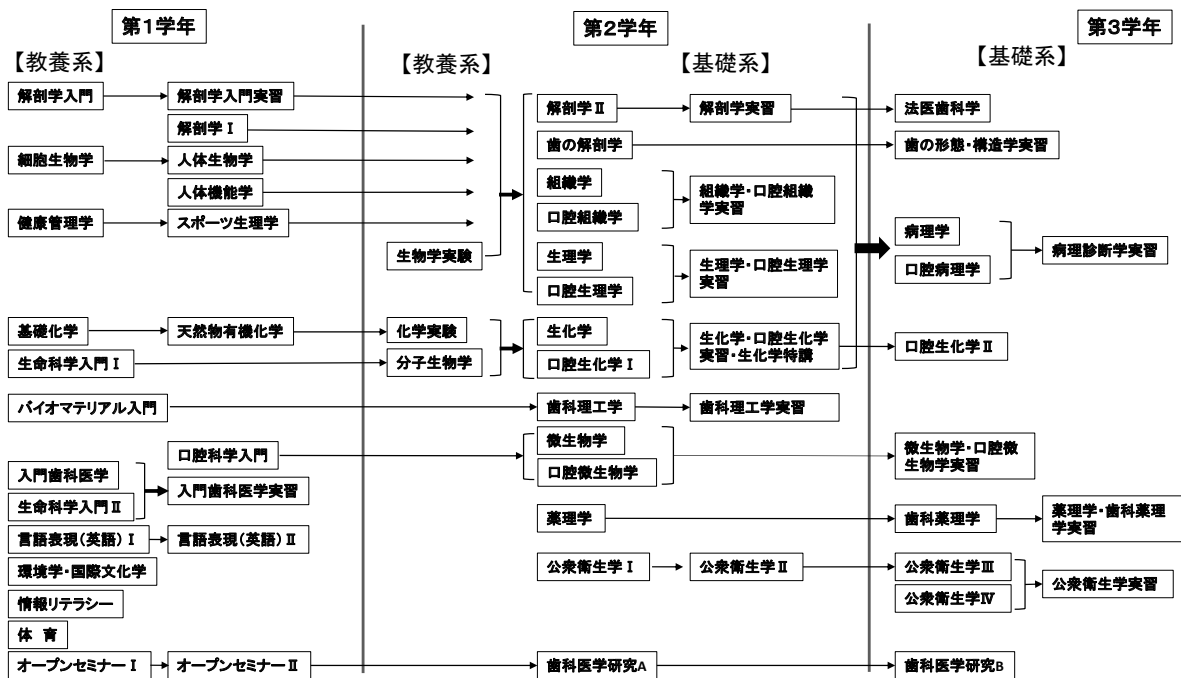 第１学年
第２学年
第３学年
【教養系】
【教養系】
【基礎系】
【基礎系】
解剖学入門
解剖学入門実習
解剖学Ⅰ
細胞生物学
人体生物学
人体機能学
健康管理学
スポーツ生理学
生物学実験
解剖学Ⅱ
解剖学実習
法医歯科学
歯の解剖学
歯の形態・構造学実習
組織学
口腔組織学
組織学・口腔組織
学実習
生理学
口腔生理学
生理学・口腔生理学
実習
病理学
口腔病理学
病理診断学実習
基礎化学
天然物有機化学
化学実験
生命科学入門Ⅰ
分子生物学
生化学
口腔生化学Ⅰ
生化学・口腔生化学
実習・生化学特講
口腔生化学Ⅱ
バイオマテリアル入門
歯科理工学
歯科理工学実習
口腔科学入門
微生物学
口腔微生物学
微生物学・口腔微
生物学実習
入門歯科医学
生命科学入門Ⅱ
入門歯科医学実習
薬理学
歯科薬理学
薬理学・歯科薬理
学実習
言語表現（英語）Ⅰ
言語表現（英語）Ⅱ
環境学・国際文化学
公衆衛生学Ⅰ
公衆衛生学Ⅱ
公衆衛生学Ⅲ
公衆衛生学Ⅳ
公衆衛生学実習
情報リテラシー
体　育
オープンセミナーⅠ
オープンセミナーⅡ
歯科医学研究A
歯科医学研究B